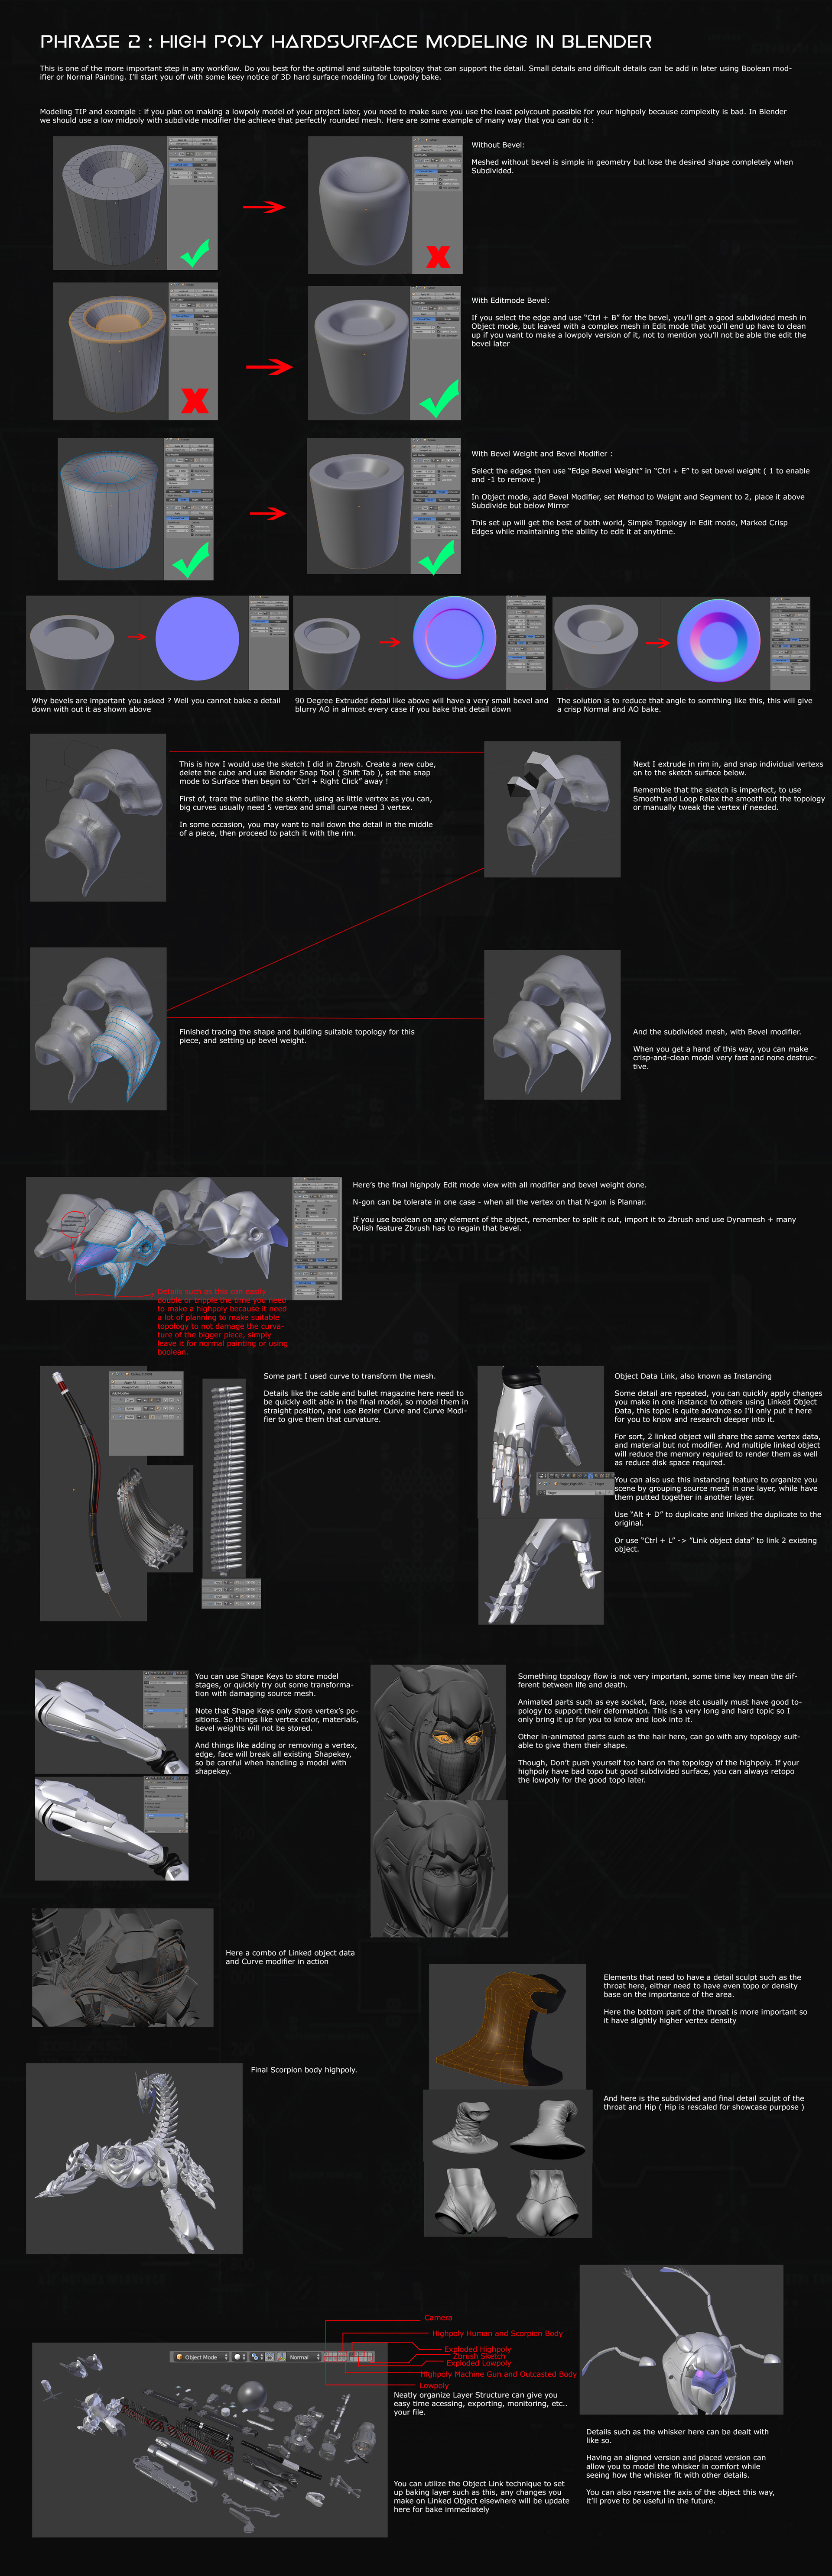 PHRASE 2 : HIGH POLY HARDSURFACE MODELING IN BLENDER
This is one of the more important step in any workflow. Do you best for the optimal and suitable topology that can support the detail. Small details and difficult details can be add in later using Boolean mod-
ifier or Normal Painting. I'll start you off with some keey notice of 3D hard surface modeling for Lowpoly bake.
Modeling TIP and example : if you plan on making a lowpoly model of your project later, you need to make sure you use the least polycount possible for your highpoly because complexity is bad. In Blender
we should use a low midpoly with subdivide modifier the achieve that perfectly rounded mesh. Here are some example of many way that you can do it :
Without Bevel:
Meshed without bevel is simple in geometry but lose the desired shape completely when
Subdivided.
With Editmode Bevel:
If you select the edge and use "Ctrl + B" for the bevel, you'll get a good subdivided mesh in
Object mode, but leaved with a complex mesh in Edit mode that you'll end up have to clean
up if you want to make a lowpoly version of it, not to mention you'll not be able the edit the
bevel later
With Bevel Weight and Bevel Modifier :
Select the edges then use "Edge Bevel Weight" in "Ctrl + E" to set bevel weight ( 1 to enable
and -1 to remove )
In Object mode, add Bevel Modifier, set Method to Weight and Segment to 2, place it above
Subdivide but below Mirror
This set up will get the best of both world, Simple Topology in Edit mode, Marked Crisp
Edges while maintaining the ability to edit it at anytime.
Why bevels are important you asked ? Well you cannot bake a detail
down with out it as shown above
90 Degree Extruded detail like above will have a very small bevel and
blurry AO in almost every case if you bake that detail down
The solution is to reduce that angle to somthing like this, this will give
a crisp Normal and AO bake.
This is how I would use the sketch I did in Zbrush. Create a new cube,
delete the cube and use Blender Snap Tool ( Shift Tab ), set the snap
mode to Surface then begin to "Ctrl + Right Click" away !
First of, trace the outline the sketch, using as little vertex as you can,
big curves usually need 5 vertex and small curve need 3 vertex.
In some occasion, you may want to nail down the detail in the middle
of a piece, then proceed to patch it with the rim.
Next I extrude in rim in, and snap individual vertexs
on to the sketch surface below.
Remember that the sketch is imperfect, to use
Smooth and Loop Relax the smooth out the topology
or manually tweak the vertex if needed.
Finished tracing the shape and building suitable topology for this
piece, and setting up bevel weight.
And the subdivided mesh, with Bevel modifier.
When you get a hand of this way, you can make
crisp-and-clean model very fast and none destruc-
tive.
Here's the final highpoly Edit mode view with all modifier and bevel weight done.
N-gon can be tolerate in one case - when all the vertex on that N-gon is Plannar.
If you use boolean on any element of the object, remember to split it out, import it to Zbrush and use Dynamesh + many
Polish feature Zbrush has to regain that bevel.
Details such as this can easily
double or tripple the time you need
to make a highpoly because it need
a lot of planning to make suitable
topology to not damage the curva-
ture of the bigger piece, simply
leave it for normal painting or using
boolean.
Some part I used curve to transform the mesh.
Details like the cable and bullet magazine here need to
be quickly edit able in the final model, so model them in
straight position, and use Bezier Curve and Curve Modi-
fier to give them that curvature.
Object Data Link, also known as Instancing
Some detail are repeated, you can quickly apply changes
you make in one instance to others using Linked Object
Data, this topic is quite advance so I'll only put it here
for you to know and research deeper into it.
For sort, 2 linked object will share the same vertex data,
and material but not modifier. And multiple linked object
will reduce the memory required to render them as well
as reduce disk space required.
You can also use this instancing feature to organize you
scene by grouping source mesh in one layer, while have
them putted together in another layer.
Use "Alt + D" to duplicate and linked the duplicate to the
original.
Or use "Ctrl + L" -> "Link object data" to link 2 existing
object.
You can use Shape Keys to store model
stages, or quickly try out some transforma-
tion with damaging source mesh.
Note that Shape Keys only store vertex's po-
sitions. So things like vertex color, materials,
bevel weights will not be stored.
And things like adding or removing a vertex,
edge, face will break all existing Shapekey,
so be careful when handling a model with
shapekey.
Something topology flow is not very important, some time key mean the dif-
ferent between life and death.
Animated parts such as eye socket, face, nose etc usually must have good to-
pology to support their deformation. This is a very long and hard topic so I
only bring it up for you to know and look into it.
Other in-animated parts such as the hair here, can go with any topology suit-
able to give them their shape.
Though, Don't push yourself too hard on the topology of the highpoly. If your
highpoly have bad topo but good subdivided surface, you can always retopo
the lowpoly for the good topo later.
Here a combo of Linked object data
and Curve modifier in action
Elements that need to have a detail sculpt such as the
throat here, either need to have even topo or density
base on the importance of the area.
Here the bottom part of the throat is more important so
it have slightly higher vertex density
Final Scorpion body highpoly.
And here is the subdivided and final detail sculpt of the
throat and Hip ( Hip is rescaled for showcase purpose )
Camera
Highpoly Human and Scorpion Body
Exploded Highpoly
Zbrush Sketch
Exploded Lowpoly
Highpoly Machine Gun and Outcasted Body
Lowpoly
Object Mode
Normal
Neatly organize Layer Structure can give you
easy time acessing, exporting, monitoring, etc..
your file.
You can utilize the Object Link technique to set
up baking layer such as this, any changes you
make on Linked Object elsewhere will be update
here for bake immediately
Details such as the whisker here can be dealt with
like so.
Having an aligned version and placed version can
allow you to model the whisker in comfort while
seeing how the whisker fit with other details.
You can also reserve the axis of the object this way,
it'll prove to be useful in the future.